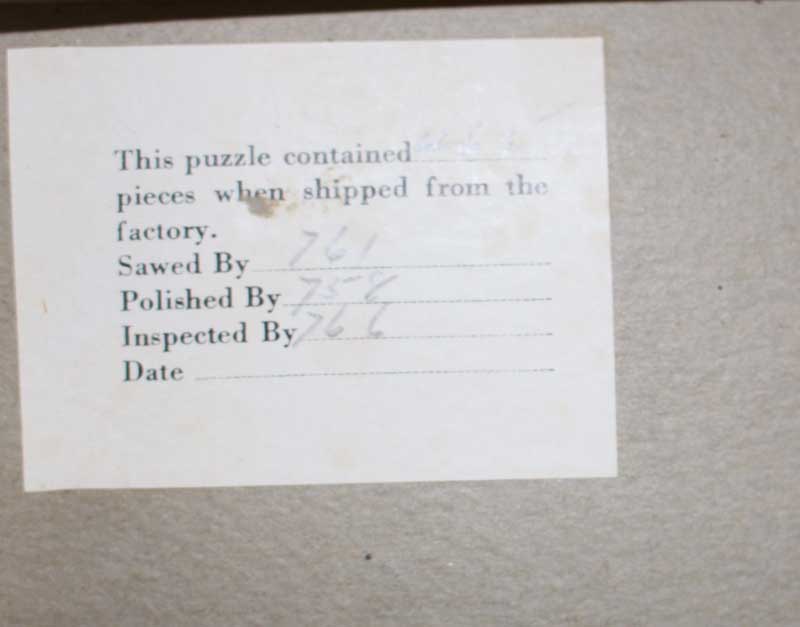 This puzzle contained
pieces when shipped from the
factory.
Sawed By 761
Polished By 758
Inspected By 766
Date